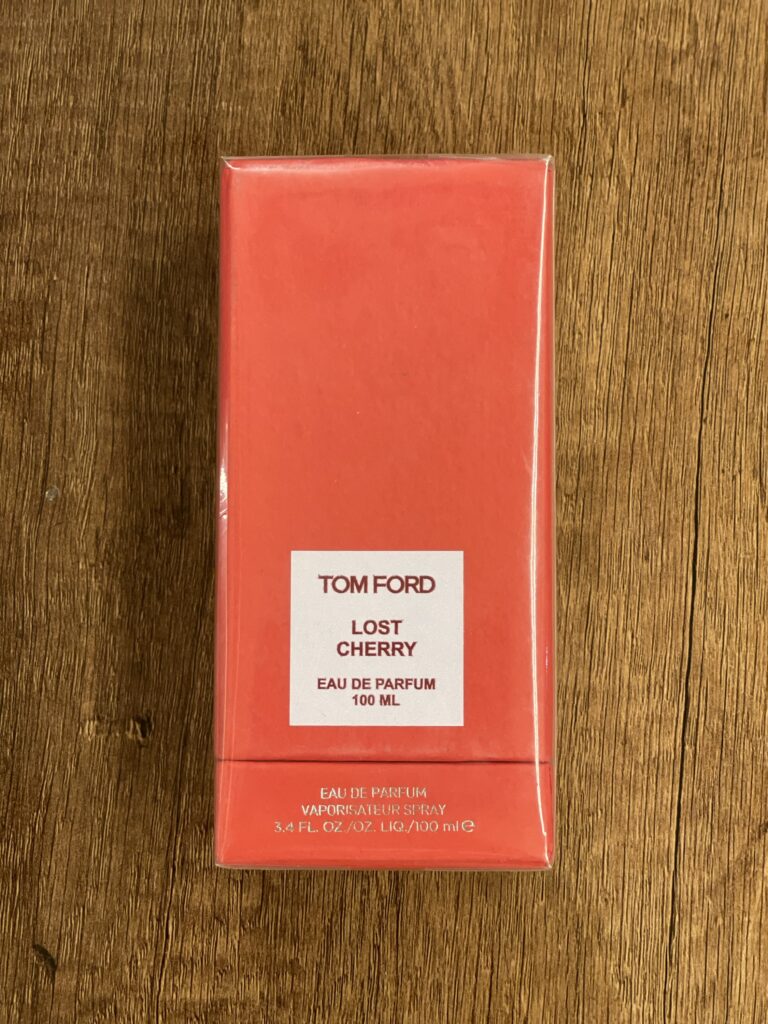 TOM FORD
LOST
CHERRY
EAU DE PARFUM
100 ML
EAU DE PARFUM
VAPORISATEUR SPRAY
3.4 FL. OZ./OZ. LIQ./100 ml e